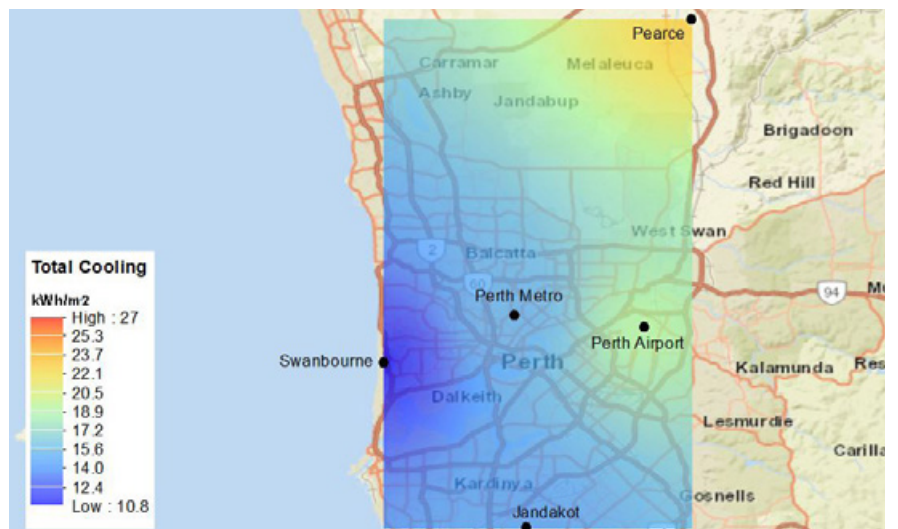 Pearce
Carramar
Melaleuca
Ashby
Jandabup
Brigadoon
Red Hill
West Swan
2
Balcatta
60
Total Cooling
kWh/m2
High : 27
25.3
23.7
22.1
20.5
18.9
17.2
15.6
14.0
12.4
Low : 10.8
94
Perth Metro
Perth Airport
Swanbourne
Perth
Kalamunda
Res
Dalkeith
Lesmurdie
Carilla
Kardinya
Gosnells
Jandakot